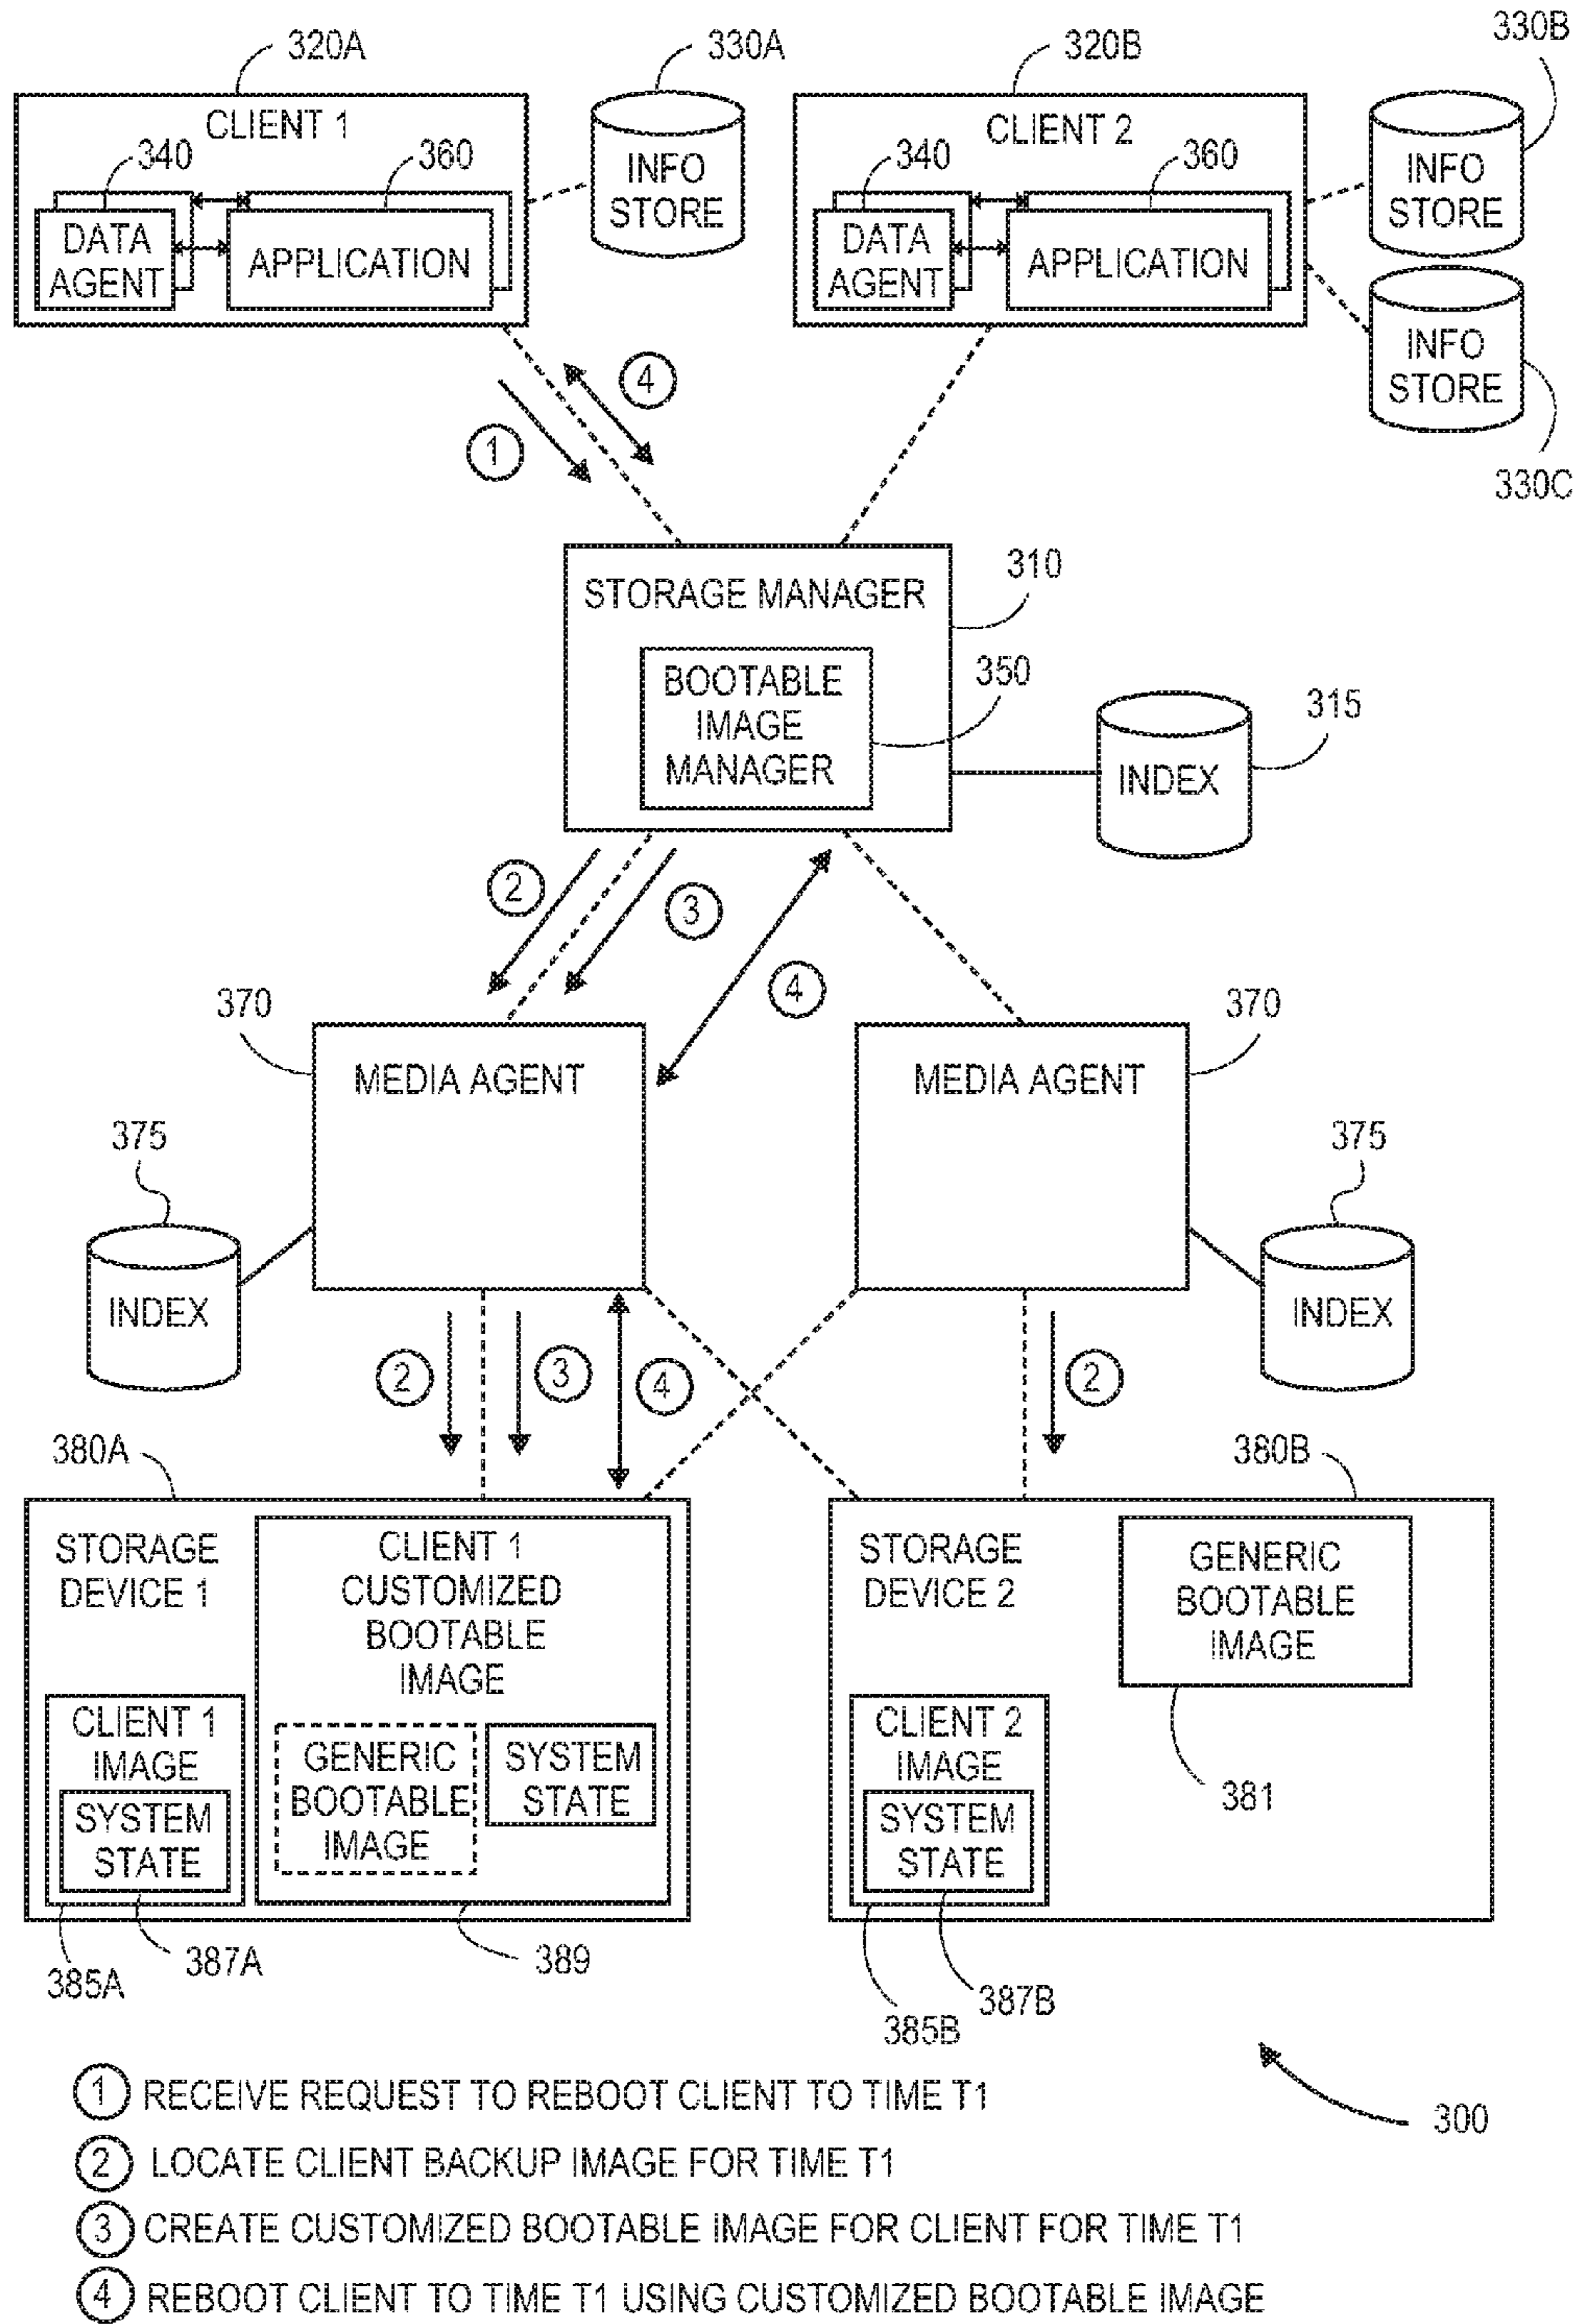 320A
330A
320B
330B
CLIENT 1
340
360
DATA
AGENT
APPLICATION
INFO
STORE
CLIENT 2
340
360
DATA
AGENT
APPLICATION
INFO
STORE
INFO
STORE
330C
1
4
STORAGE MANAGER
310
BOOTABLE
IMAGE
MANAGER
350
INDEX
315
2
3
4
370
MEDIA AGENT
MEDIA AGENT
370
375
INDEX
375
INDEX
2
3
4
2
380A
380B
STORAGE
DEVICE 1
CLIENT 1
CUSTOMIZED
BOOTABLE
IMAGE
CLIENT 1
IMAGE
SYSTEM
STATE
GENERIC
BOOTABLE
IMAGE
SYSTEM
STATE
STORAGE
DEVICE 2
GENERIC
BOOTABLE
IMAGE
381
CLIENT 2
IMAGE
SYSTEM
STATE
385A
387A
389
385B
387B
300
1 RECEIVE REQUEST TO REBOOT CLIENT TO TIME T1
2 LOCATE CLIENT BACKUP IMAGE FOR TIME T1
3 CREATE CUSTOMIZED BOOTABLE IMAGE FOR CLIENT FOR TIME T1
4 REBOOT CLIENT TO TIME T1 USING CUSTOMIZED BOOTABLE IMAGE